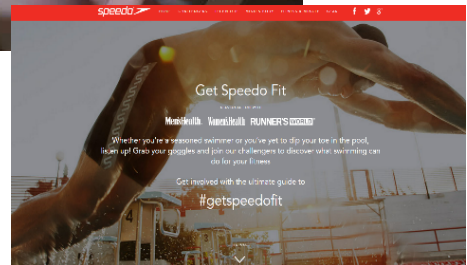 speedo
Get Speedo Fit
Men'sHealth Women'sHealth RUNNER'S WORLD
Whether you're a seasoned swimmer or you've yet to dip your toe in the pool,
listen up! Grab your goggles and join our challengers to discover what swimming can
do for your fitness
Get involved with the ultimate guide to
#getspeedofit
4